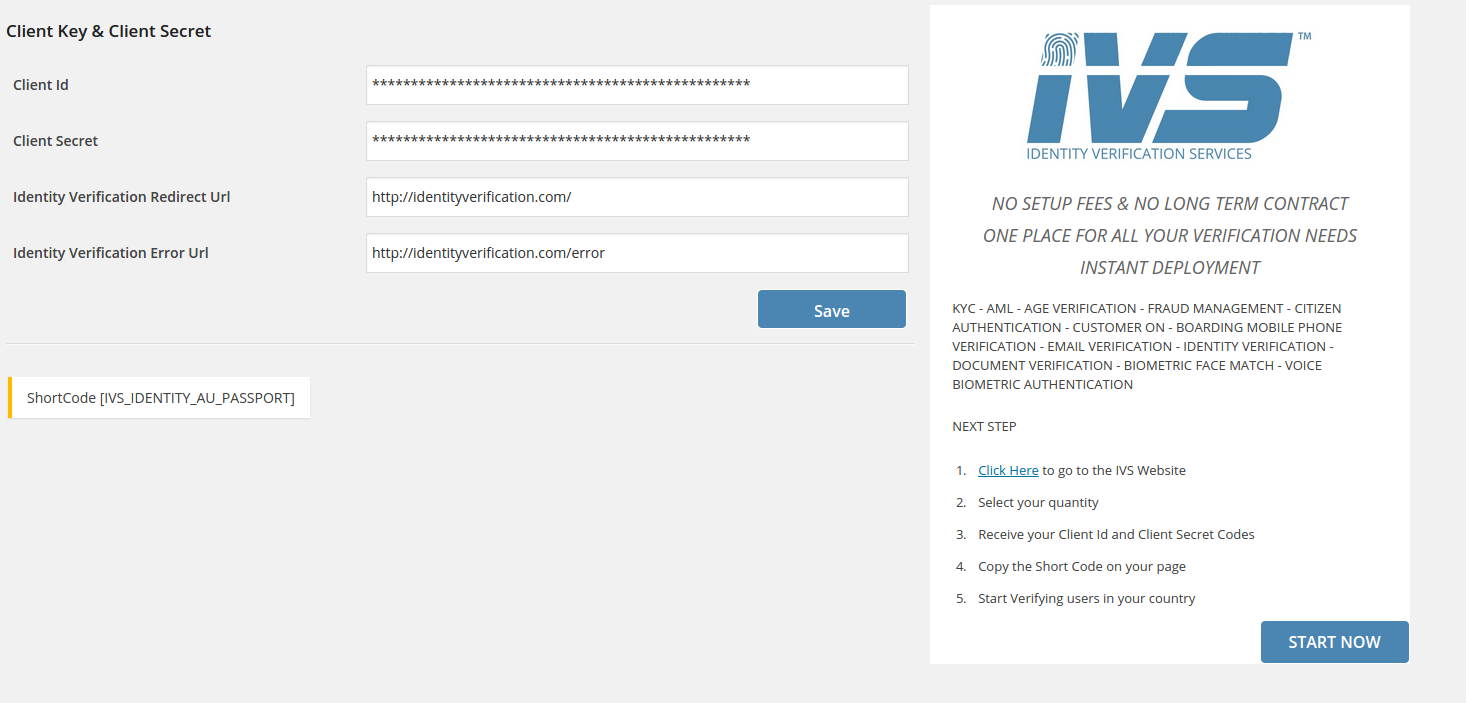 Client Key & Client Secret
Client Id
**************************************************
Client Secret
**************************************************
Identity Verification Redirect Url
http://identityverification.com/
Identity Verification Error Url
http://identityverification.com/error
Save
ShortCode [IVS_IDENTITY_AU_PASSPORT]
iVS™
IDENTITY VERIFICATION SERVICES
NO SETUP FEES & NO LONG TERM CONTRACT
ONE PLACE FOR ALL YOUR VERIFICATION NEEDS
INSTANT DEPLOYMENT
KYC - AML - AGE VERIFICATION - FRAUD MANAGEMENT - CITIZEN
AUTHENTICATION - CUSTOMER ON - BOARDING MOBILE PHONE
VERIFICATION - EMAIL VERIFICATION - IDENTITY VERIFICATION -
DOCUMENT VERIFICATION - BIOMETRIC FACE MATCH - VOICE
BIOMETRIC AUTHENTICATION
NEXT STEP
1. Click Here to go to the IVS Website
2. Select your quantity
3. Receive your Client Id and Client Secret Codes
4. Copy the Short Code on your page
5. Start Verifying users in your country
START NOW